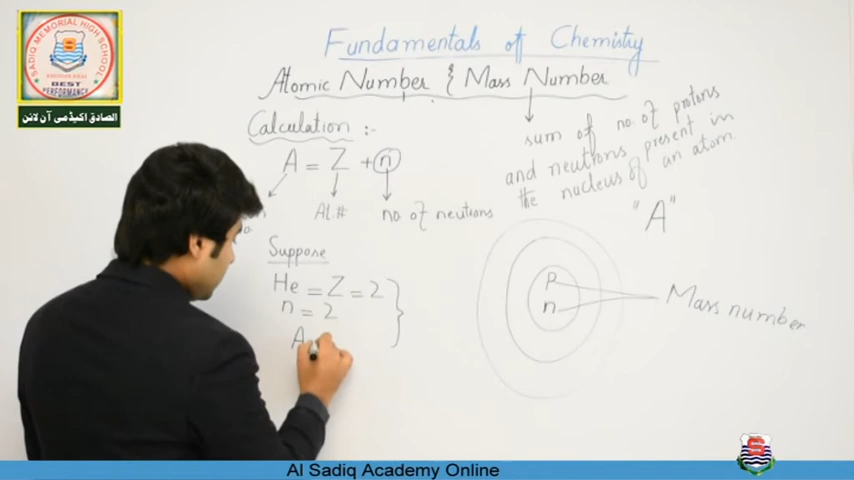 SADIQ MEMORIAL HIGH SCHOOL
S
BEST
PERFORMANCE
الصادق اکیڈمی آن لائن
Fundamentals of Chemistry
Atomic Number & Mass Number
Calculation :-
A = Z + n
At.#
no. of neutrons
sum of no. of protons
and neutrons present in
the nucleus of an atom
"A"
Suppose
He = Z = 2
n = 2
A
P
n
Mass number
Al Sadiq Academy Online
S